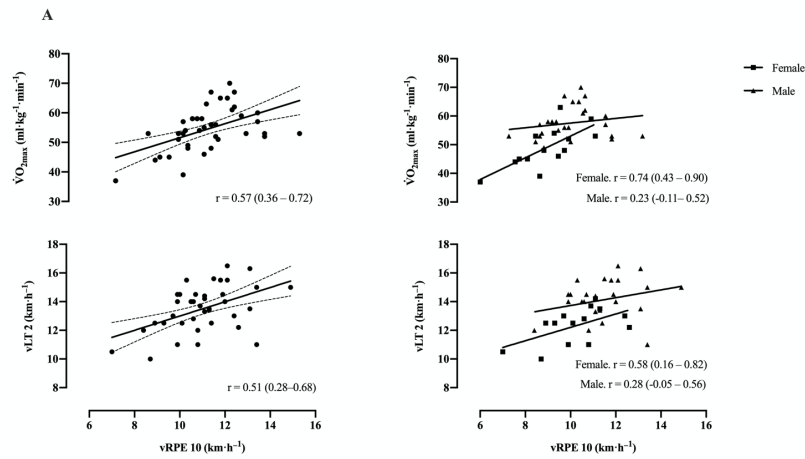 A
V̇O2max (ml·kg-1·min-1)
80
70
60
50
40
30
r = 0.57 (0.36 – 0.72)
V̇O2max (ml·kg-1·min-1)
80
70
60
50
40
30
Female. r = 0.74 (0.43 – 0.90)
Male. r = 0.23 (-0.11– 0.52)
Female
Male
vLT 2 (km·h-1)
18
16
14
12
10
8
r = 0.51 (0.28–0.68)
6 8 10 12 14 16
vRPE 10 (km·h-1)
vLT 2 (km·h-1)
18
16
14
12
10
8
Female. r = 0.58 (0.16 – 0.82)
Male. r = 0.28 (-0.05 – 0.56)
6 8 10 12 14 16
vRPE 10 (km·h-1)